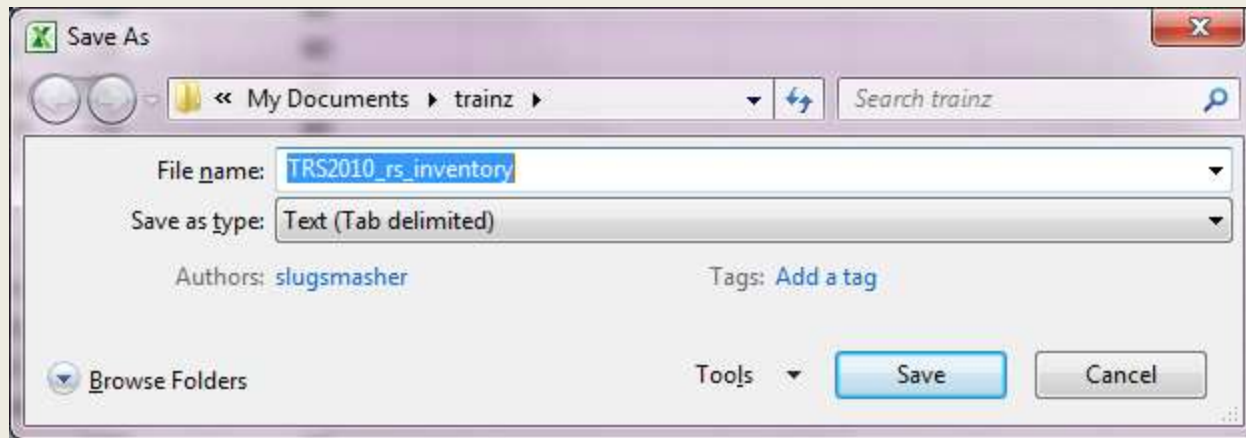 Save As
« My Documents ▸ trainz ▸ Search trainz
File name: TRS2010_rs_inventory
Save as type: Text (Tab delimited)
Authors: slugsmasher Tags: Add a tag
Browse Folders Tools Save Cancel